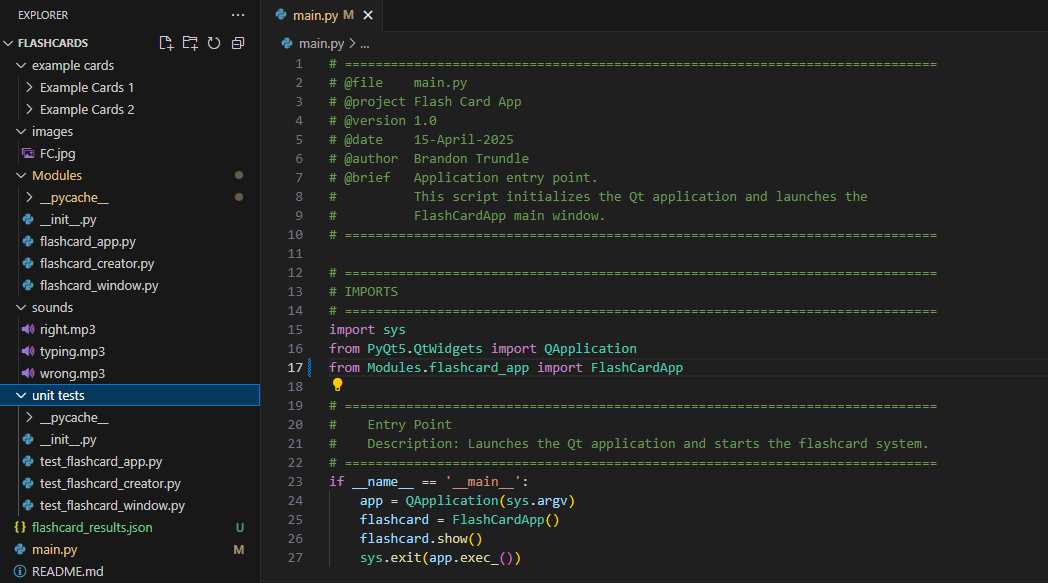 EXPLORER
FLASHCARDS
example cards
Example Cards 1
Example Cards 2
images
FC.jpg
Modules
__pycache__
__init__.py
flashcard_app.py
flashcard_creator.py
flashcard_window.py
sounds
right.mp3
typing.mp3
wrong.mp3
unit tests
__pycache__
__init__.py
test_flashcard_app.py
test_flashcard_creator.py
test_flashcard_window.py
{} flashcard_results.json U
main.py M
README.md
main.py M
main.py > ...
1 # =============================================================================
2 # @file    main.py
3 # @project Flash Card App
4 # @version 1.0
5 # @date    15-April-2025
6 # @author  Brandon Trundle
7 # @brief   Application entry point.
8 #          This script initializes the Qt application and launches the
9 #          FlashCardApp main window.
10 # =============================================================================
11
12 # =============================================================================
13 # IMPORTS
14 # =============================================================================
15 import sys
16 from PyQt5.QtWidgets import QApplication
17 from Modules.flashcard_app import FlashCardApp
18
19 # =============================================================================
20 #    Entry Point
21 #    Description: Launches the Qt application and starts the flashcard system.
22 # =============================================================================
23 if __name__ == '__main__':
24     app = QApplication(sys.argv)
25     flashcard = FlashCardApp()
26     flashcard.show()
27     sys.exit(app.exec_())